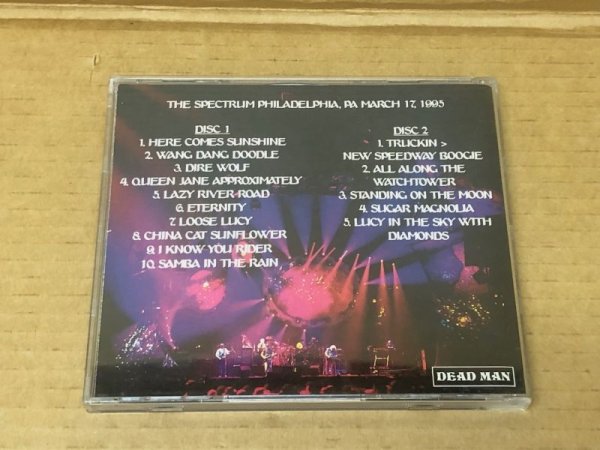 THE SPECTRUM PHILADELPHIA, PA MARCH 17, 1995
DISC 1
1. HERE COMES SUNSHINE
2. WANG DANG DOODLE
3. DIRE WOLF
4. QUEEN JANE APPROXIMATELY
5. LAZY RIVER ROAD
6. ETERNITY
7. LOOSE LUCY
8. CHINA CAT SUNFLOWER
9. I KNOW YOU RIDER
10. SAMBA IN THE RAIN
DISC 2
1. TRUCKIN >
NEW SPEEDWAY BOOGIE
2. ALL ALONG THE
WATCHTOWER
3. STANDING ON THE MOON
4. SUGAR MAGNOLIA
5. LUCY IN THE SKY WITH
DIAMONDS
DEAD MAN